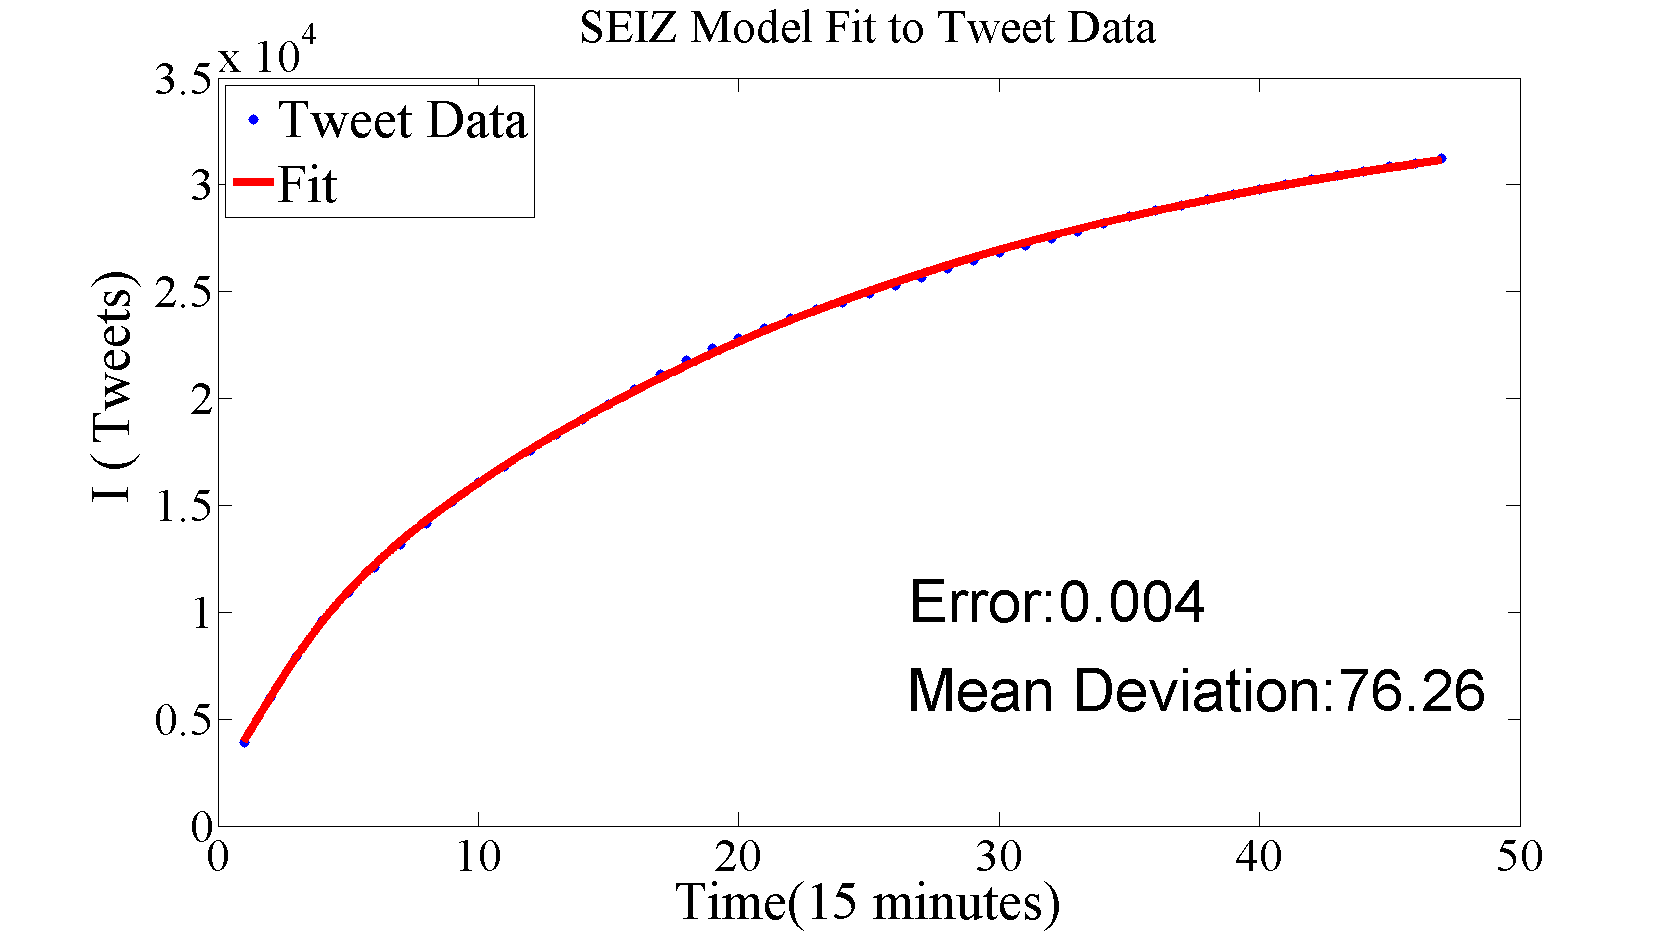 SEIZ Model Fit to Tweet Data
x 10^4
3.5
3
2.5
2
1.5
1
0.5
0
I ( Tweets)
Tweet Data
Fit
Error:0.004
Mean Deviation:76.26
0 10 20 30 40 50
Time(15 minutes)